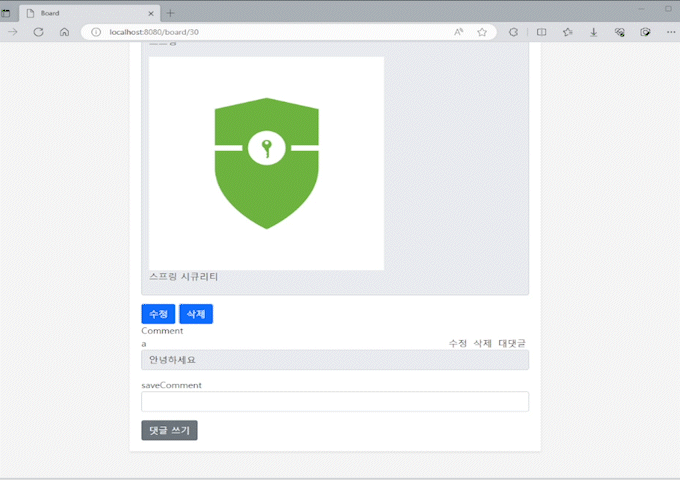 Board
localhost:8080/board/30
스프링 시큐리티
수정 삭제
Comment
a 수정 삭제 대댓글
안녕하세요
saveComment
댓글 쓰기